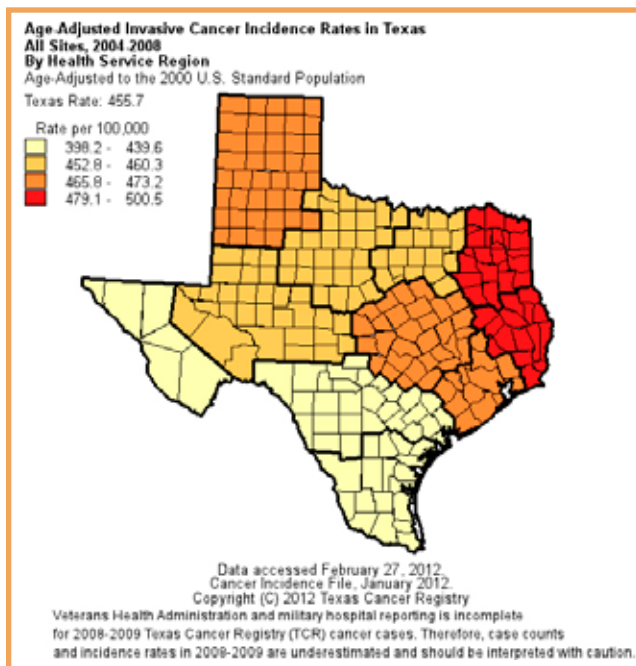 Age-Adjusted Invasive Cancer Incidence Rates in Texas
All Sites, 2004-2008
By Health Service Region
Age-Adjusted to the 2000 U.S. Standard Population
Texas Rate: 455.7
Rate per 100,000
398.2 - 439.6
452.8 - 460.3
465.8 - 473.2
479.1 - 500.5
Data accessed February 27, 2012.
Cancer Incidence File, January 2012.
Copyright (C) 2012 Texas Cancer Registry
Veterans Health Administration and military hospital reporting is incomplete
for 2008-2009 Texas Cancer Registry (TCR) cancer cases. Therefore, case counts
and incidence rates in 2008-2009 are underestimated and should be interpreted with caution.